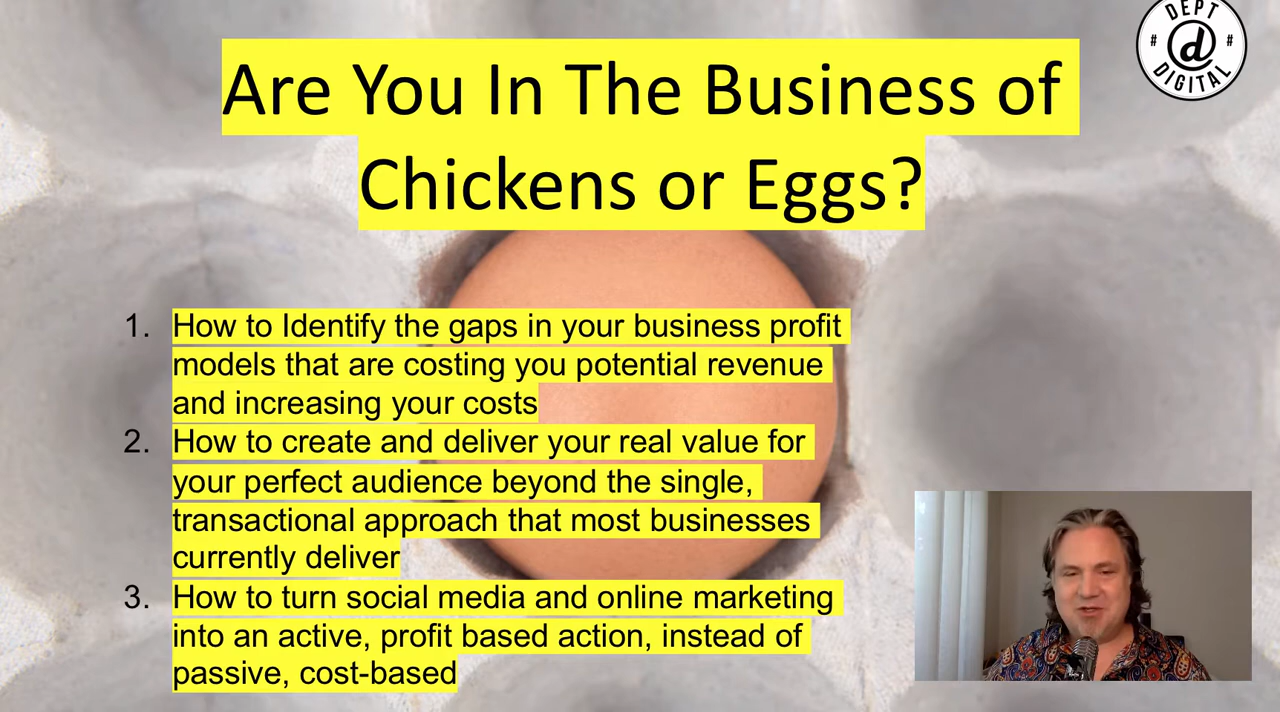 DEPT
# d #
DIGITAL
Are You In The Business of
Chickens or Eggs?
1. How to Identify the gaps in your business profit
models that are costing you potential revenue
and increasing your costs
2. How to create and deliver your real value for
your perfect audience beyond the single,
transactional approach that most businesses
currently deliver
3. How to turn social media and online marketing
into an active, profit based action, instead of
passive, cost-based